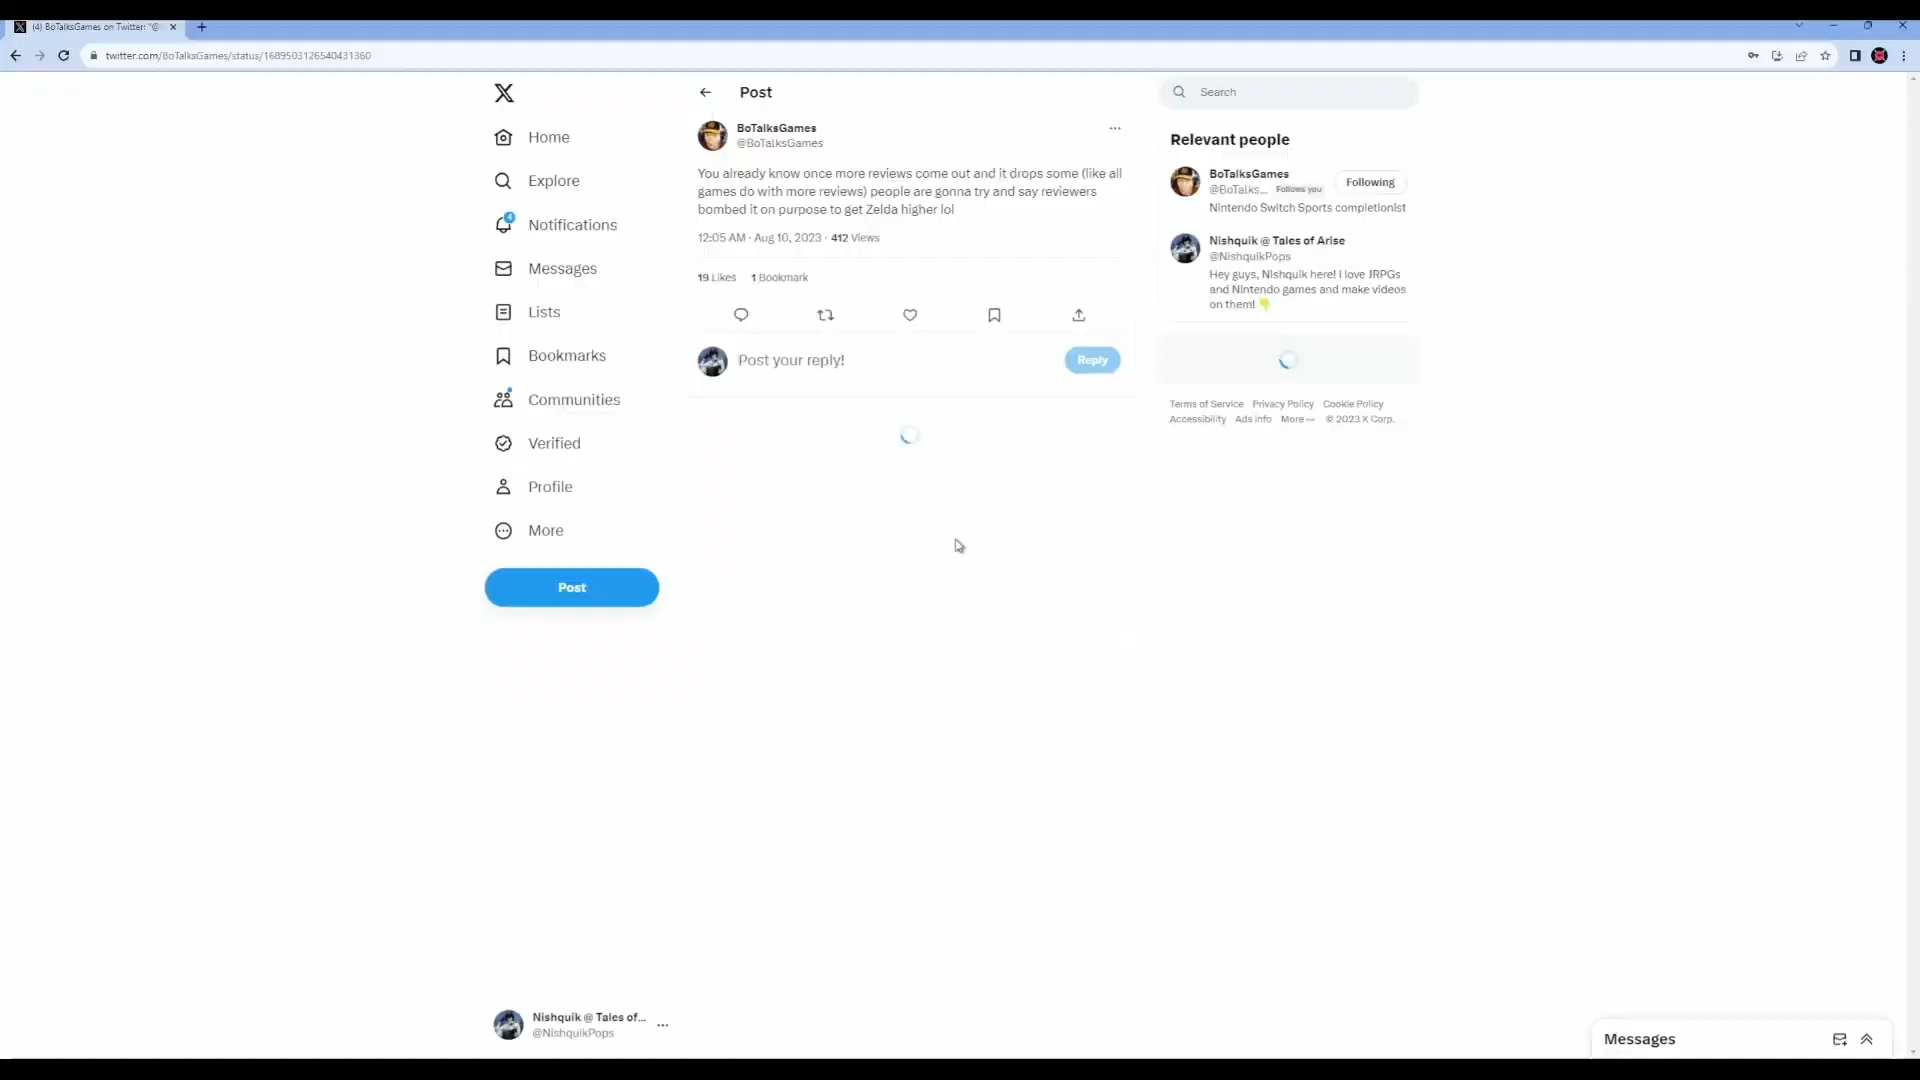 (4) BoTalksGames on Twitter: "@
twitter.com/BoTalksGames/status/1689503126540431360
Post
Search
BoTalksGames
@BoTalksGames
You already know once more reviews come out and it drops some (like all
games do with more reviews) people are gonna try and say reviewers
bombed it on purpose to get Zelda higher lol
12:05 AM · Aug 10, 2023 · 412 Views
19 Likes 1 Bookmark
Post your reply!
Reply
Home
Explore
4
Notifications
Messages
Lists
Bookmarks
Communities
Verified
Profile
More
Post
Relevant people
BoTalksGames
@BoTalks... Follows you
Following
Nintendo Switch Sports completionist
Nishquik @ Tales of Arise
@NishquikPops
Hey guys, Nishquik here! I love JRPGs
and Nintendo games and make videos
on them! 👇
Terms of Service Privacy Policy Cookie Policy
Accessibility Ads info More ··· © 2023 X Corp.
Nishquik @ Tales of...
@NishquikPops
Messages